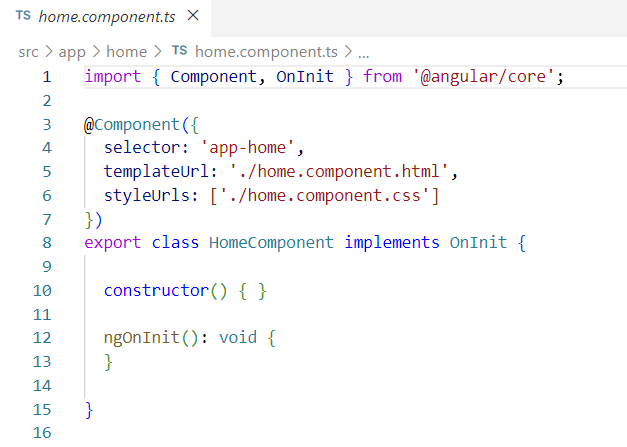 TS home.component.ts ×
src > app > home > TS home.component.ts > ...
1 import { Component, OnInit } from '@angular/core';
2
3 @Component({
4   selector: 'app-home',
5   templateUrl: './home.component.html',
6   styleUrls: ['./home.component.css']
7 })
8 export class HomeComponent implements OnInit {
9
10   constructor() { }
11
12   ngOnInit(): void {
13   }
14
15 }
16